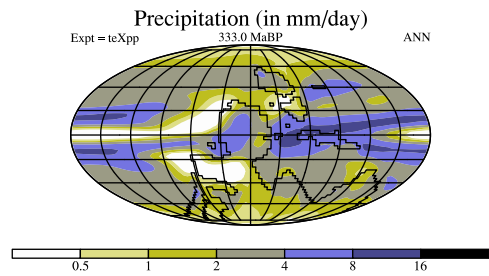 Precipitation (in mm/day)
Expt = teXpp 333.0 MaBP ANN
0.5 1 2 4 8 16